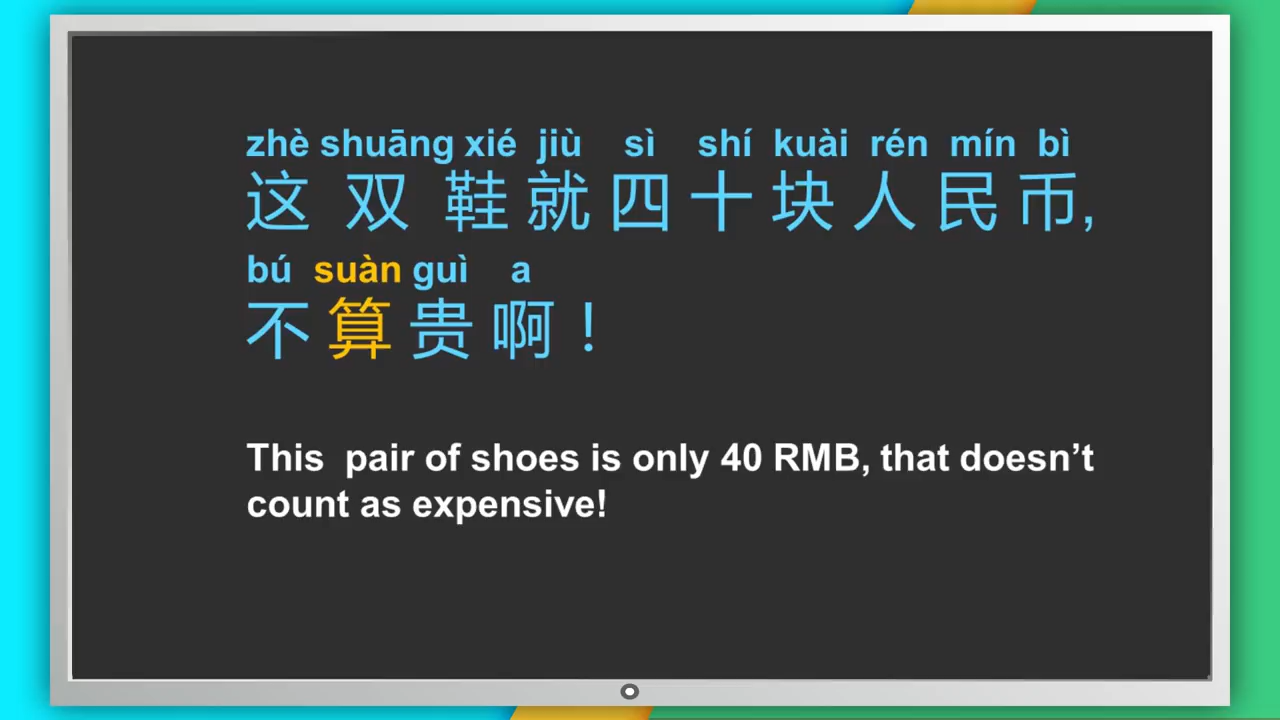 zhè shuāng xié jiù sì shí kuài rén mín bì
这 双 鞋 就 四 十 块 人 民 币,
bú suàn guì a
不 算 贵 啊！
This pair of shoes is only 40 RMB, that doesn’t
count as expensive!